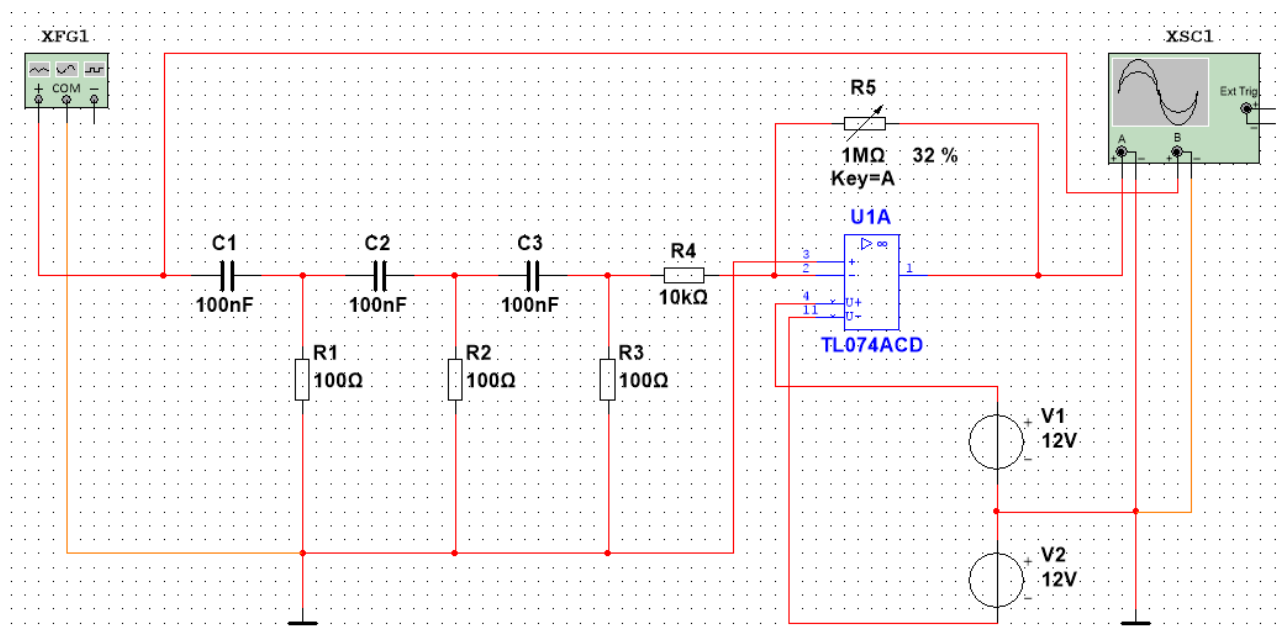 XFG1
XSC1
+ COM −
Ext Trig
+
−
A
B
+ −
+ −
R5
1MΩ 32 %
Key=A
U1A
C1
C2
C3
R4
3
+
2
−
1
∞
100nF
100nF
100nF
10kΩ
4
U+
11
U−
TL074ACD
R1
100Ω
R2
100Ω
R3
100Ω
+
V1
12V
−
+
V2
12V
−